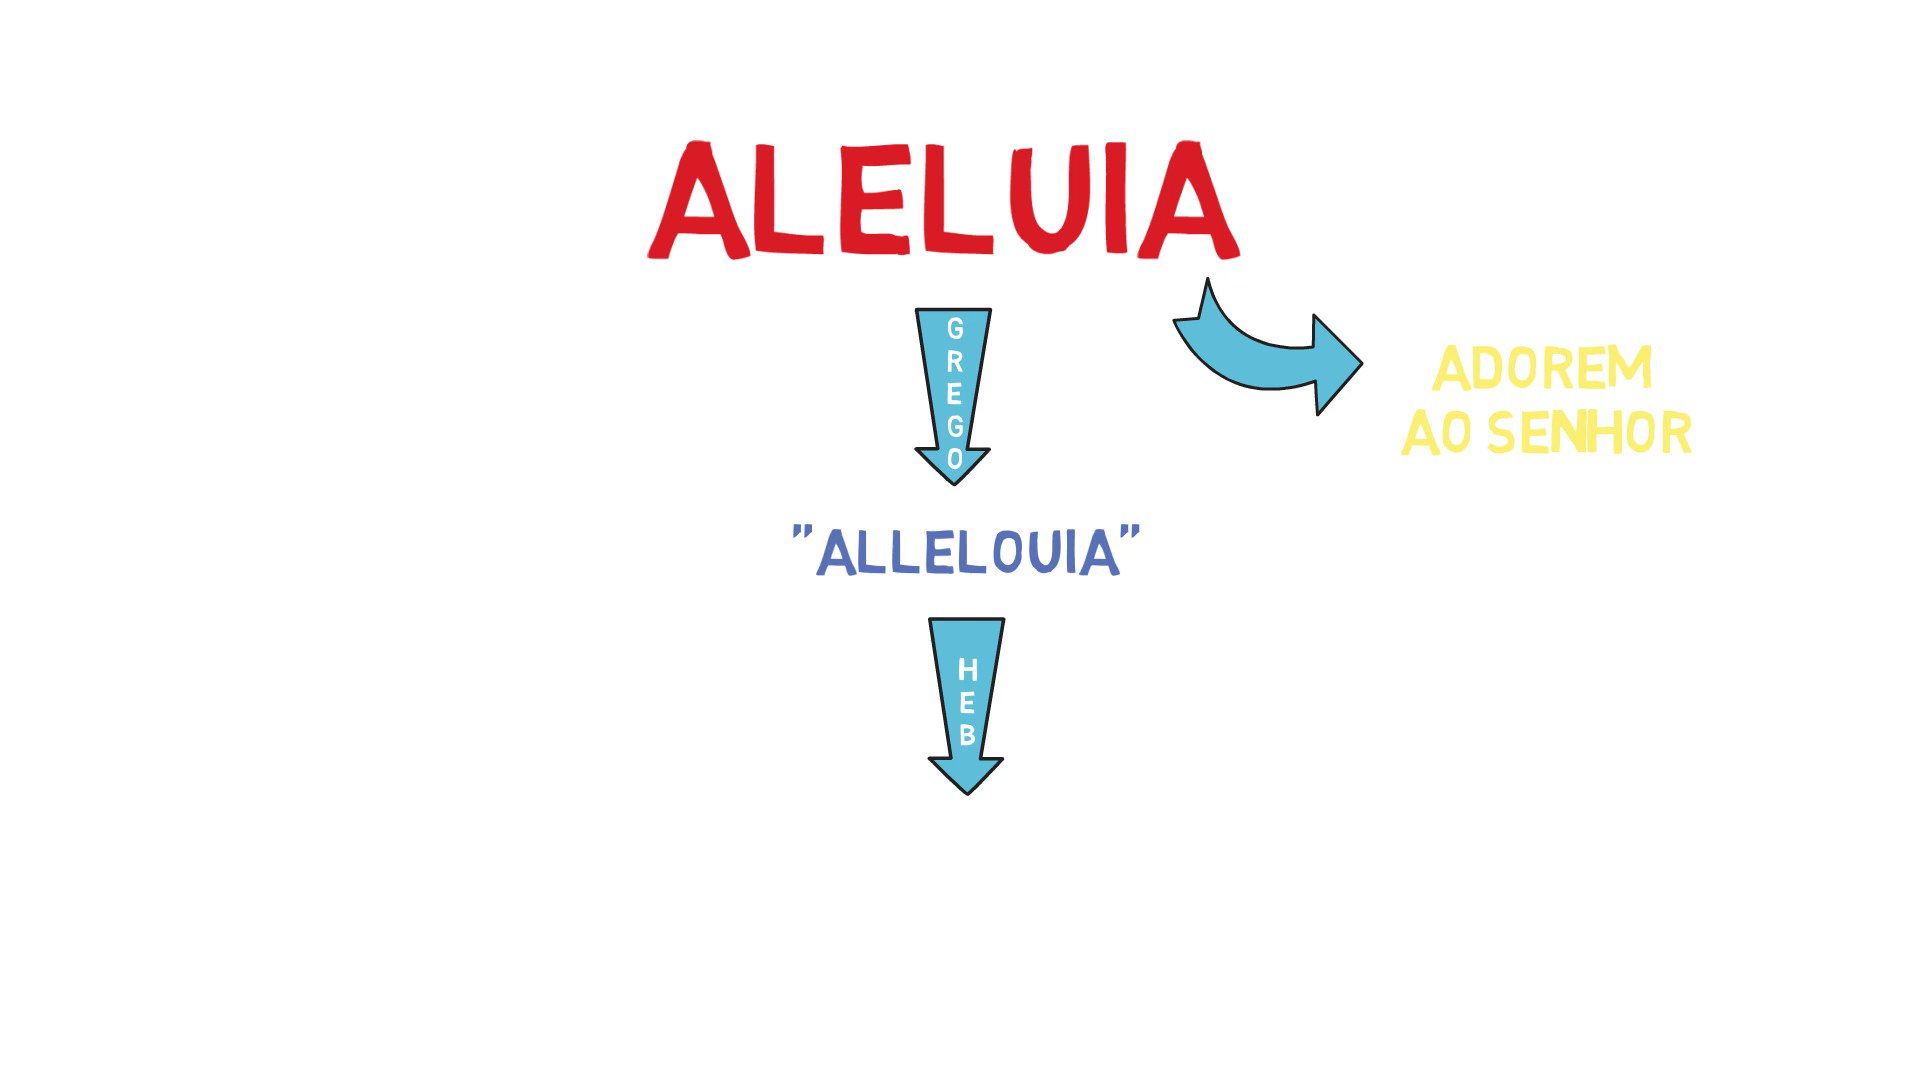 ALELUIA
GREGO
ADOREM
AO SENHOR
"ALLELOUIA"
HEB